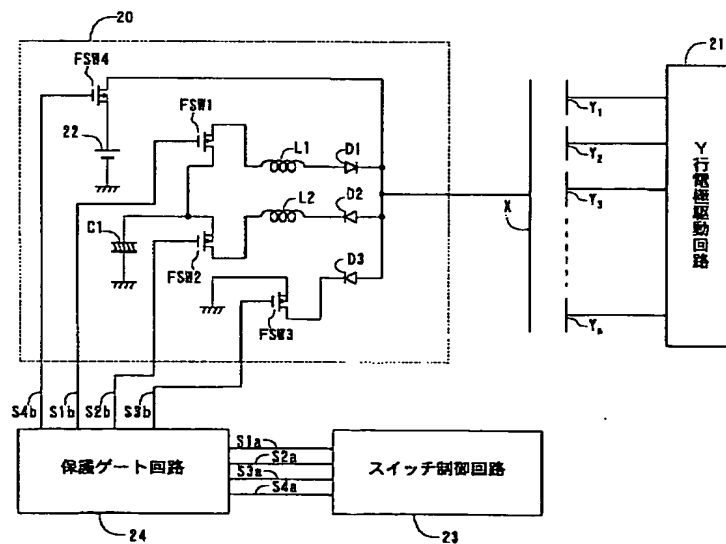 20
21
FSW4
FSW1
22
L1
D1
L2
D2
C1
FSW2
D3
FSW3
X
Y1
Y2
Y3
Yn
Y行電極駆動回路
S4b
S1b
S2b
S3b
保護ゲート回路
S1a
S2a
S3a
S4a
スイッチ制御回路
24
23